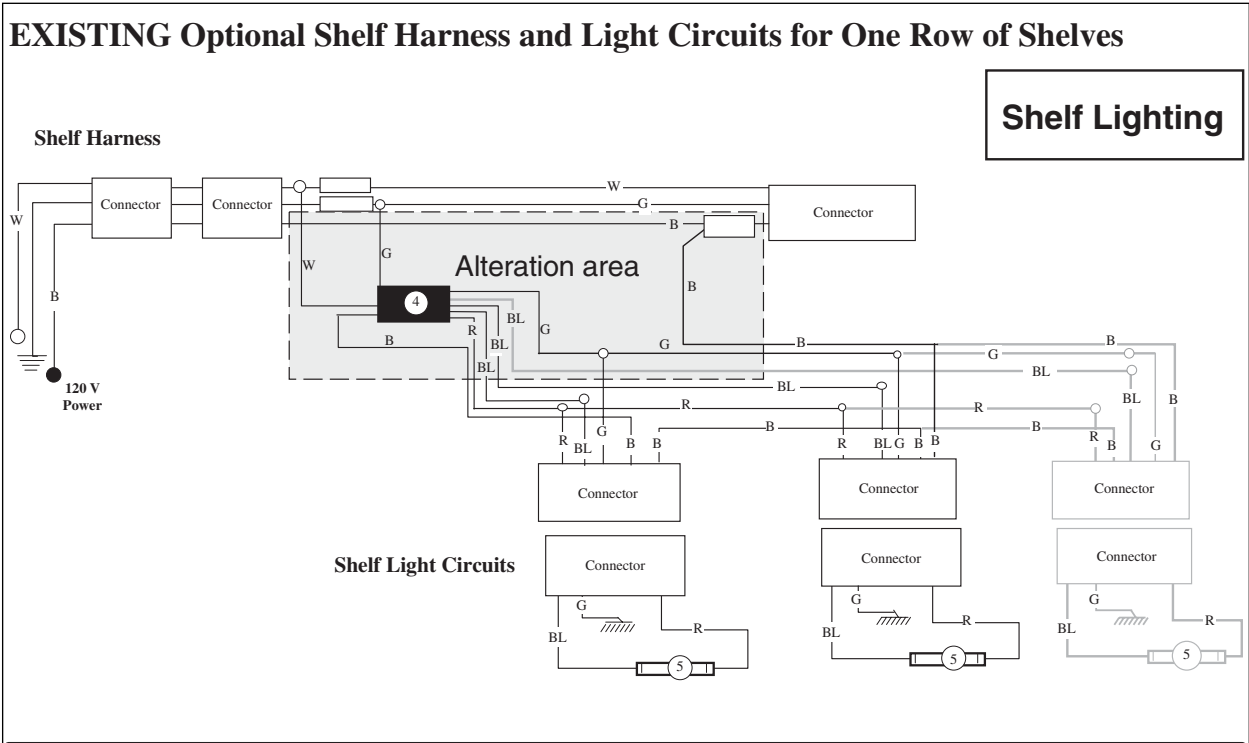 EXISTING Optional Shelf Harness and Light Circuits for One Row of Shelves
Shelf Lighting
Shelf Harness
W
Connector
Connector
G
Connector
W
B
G
W
Alteration area
B
B
4
BL
G
R
B
BL
G
B
B
G
BL
BL
BL
120 V
Power
R
R
BL
B
B
B
R
BL
G
B
B
R
BL
G
B
B
R
B
G
Connector
Connector
Connector
Shelf Light Circuits
Connector
Connector
Connector
G
G
G
BL
R
BL
R
BL
R
5
5
5